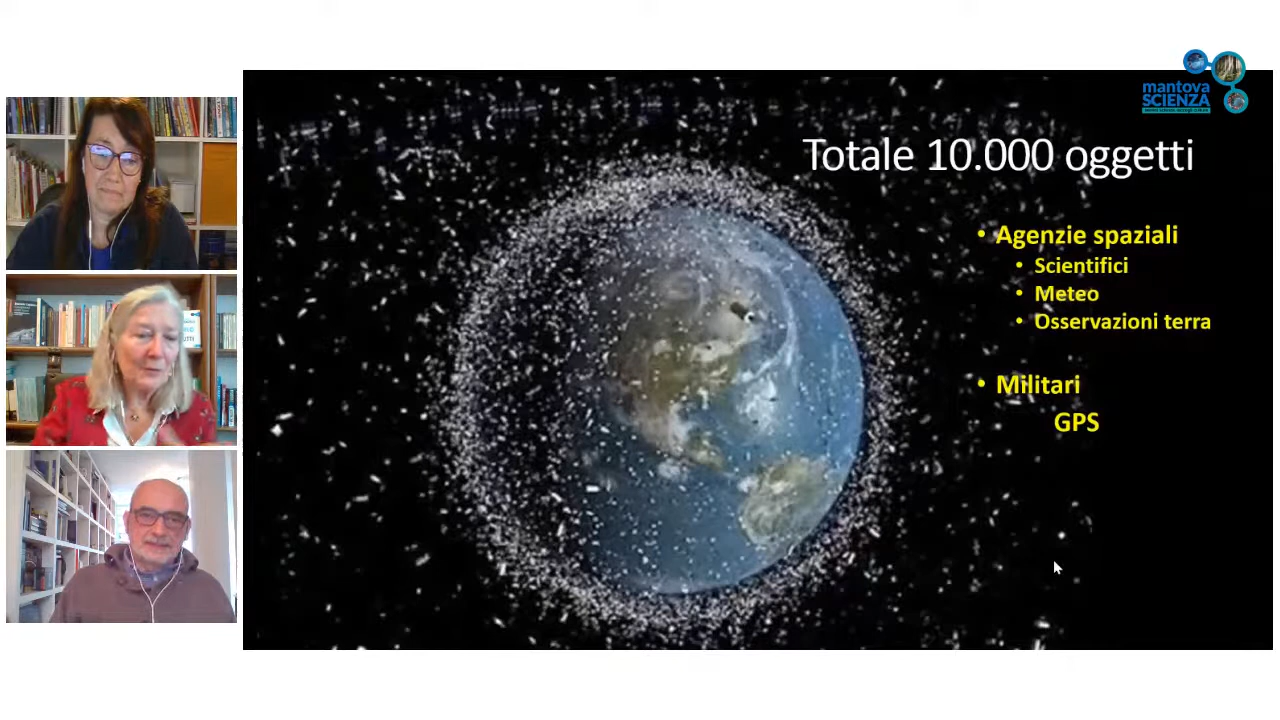 mantova
SCIENZA
Totale 10.000 oggetti
• Agenzie spaziali
• Scientifici
• Meteo
• Osservazioni terra
• Militari
GPS